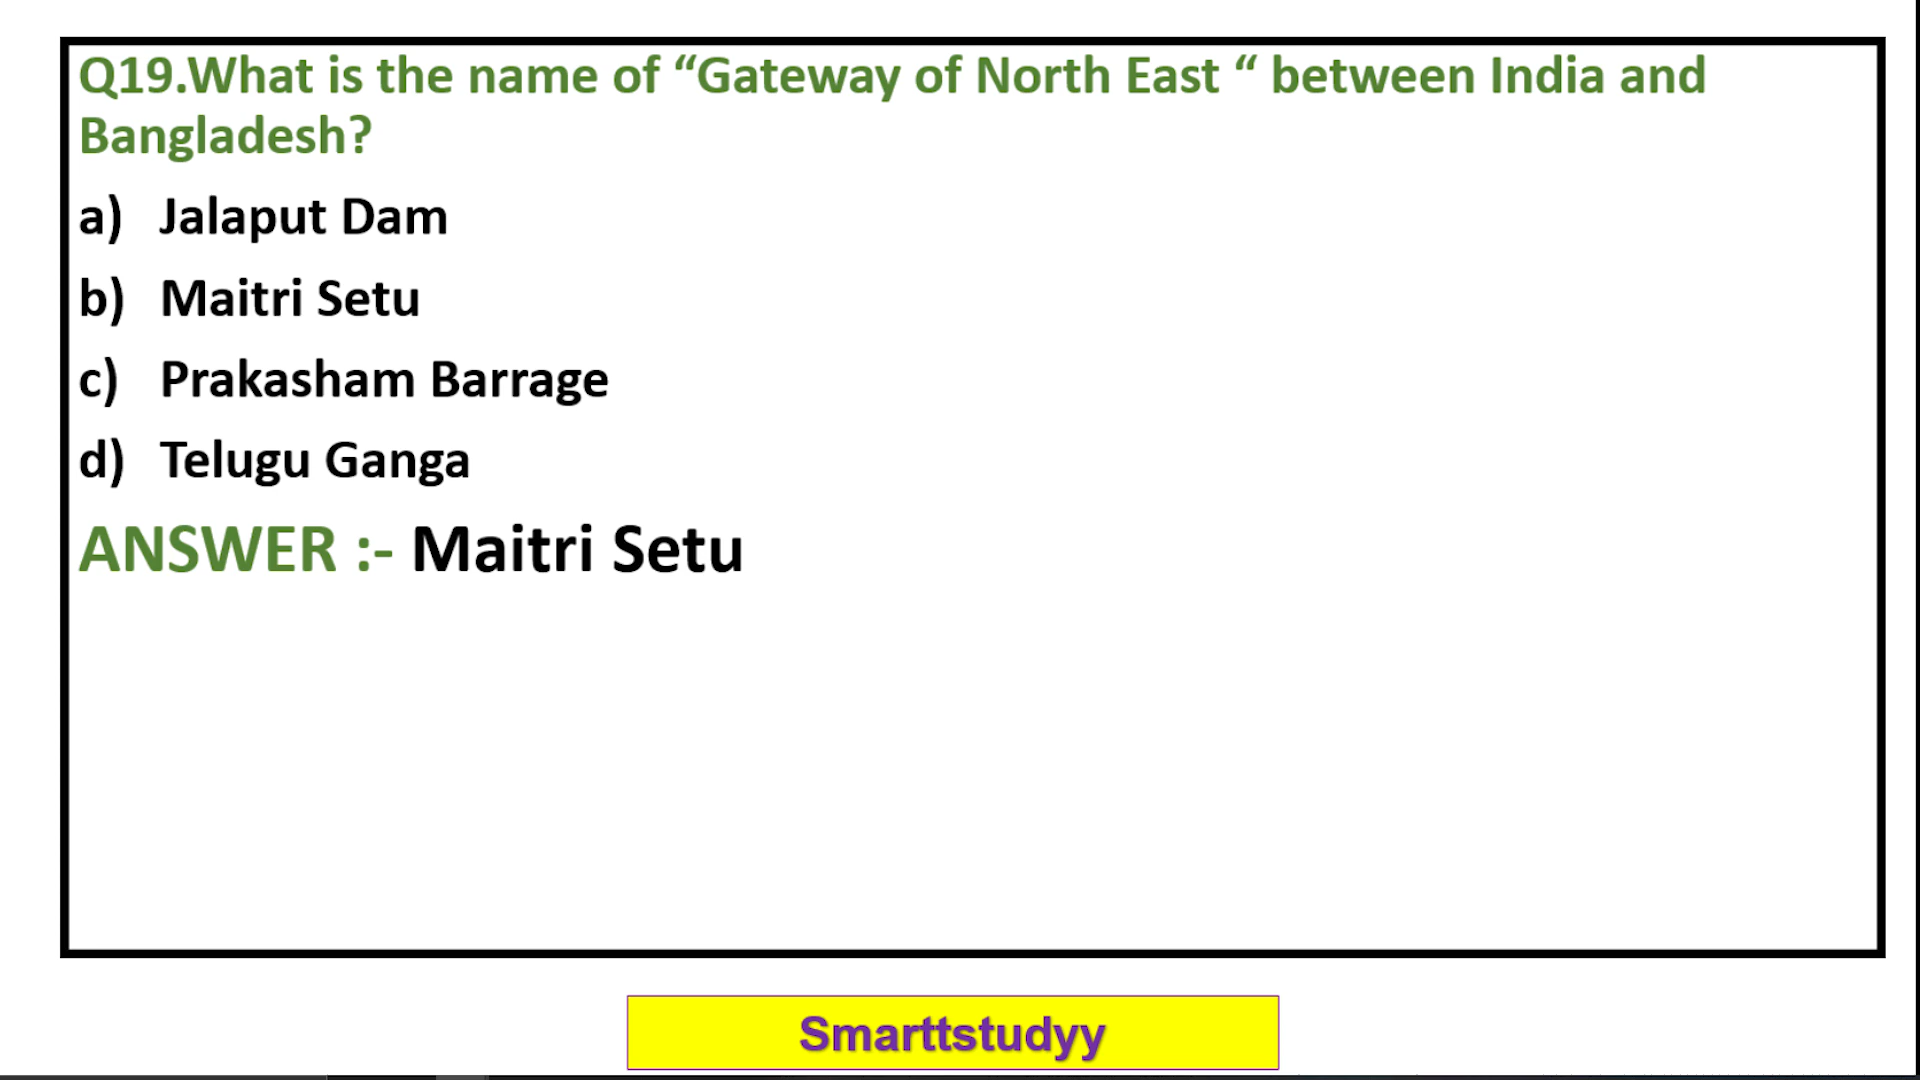 Q19.What is the name of “Gateway of North East “ between India and
Bangladesh?
a) Jalaput Dam
b) Maitri Setu
c) Prakasham Barrage
d) Telugu Ganga
ANSWER :- Maitri Setu
Smarttstudyy